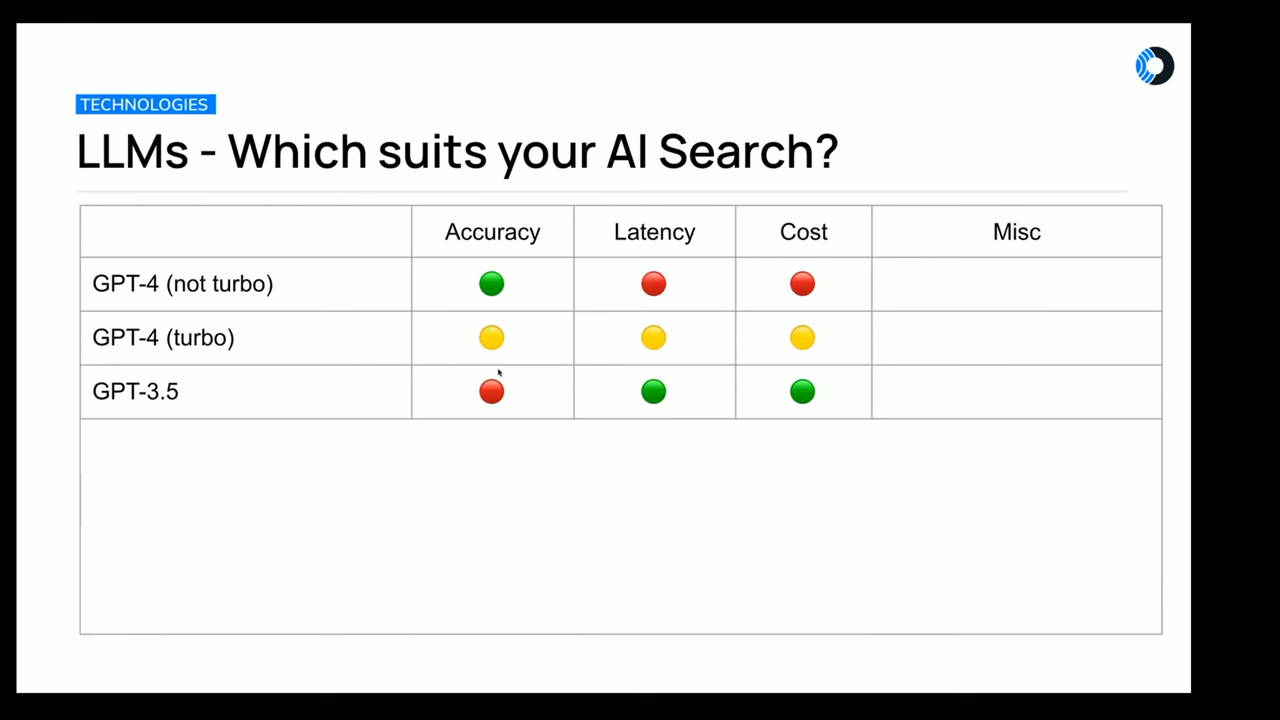 TECHNOLOGIES
LLMs - Which suits your AI Search?
Accuracy Latency Cost Misc
GPT-4 (not turbo)
GPT-4 (turbo)
GPT-3.5